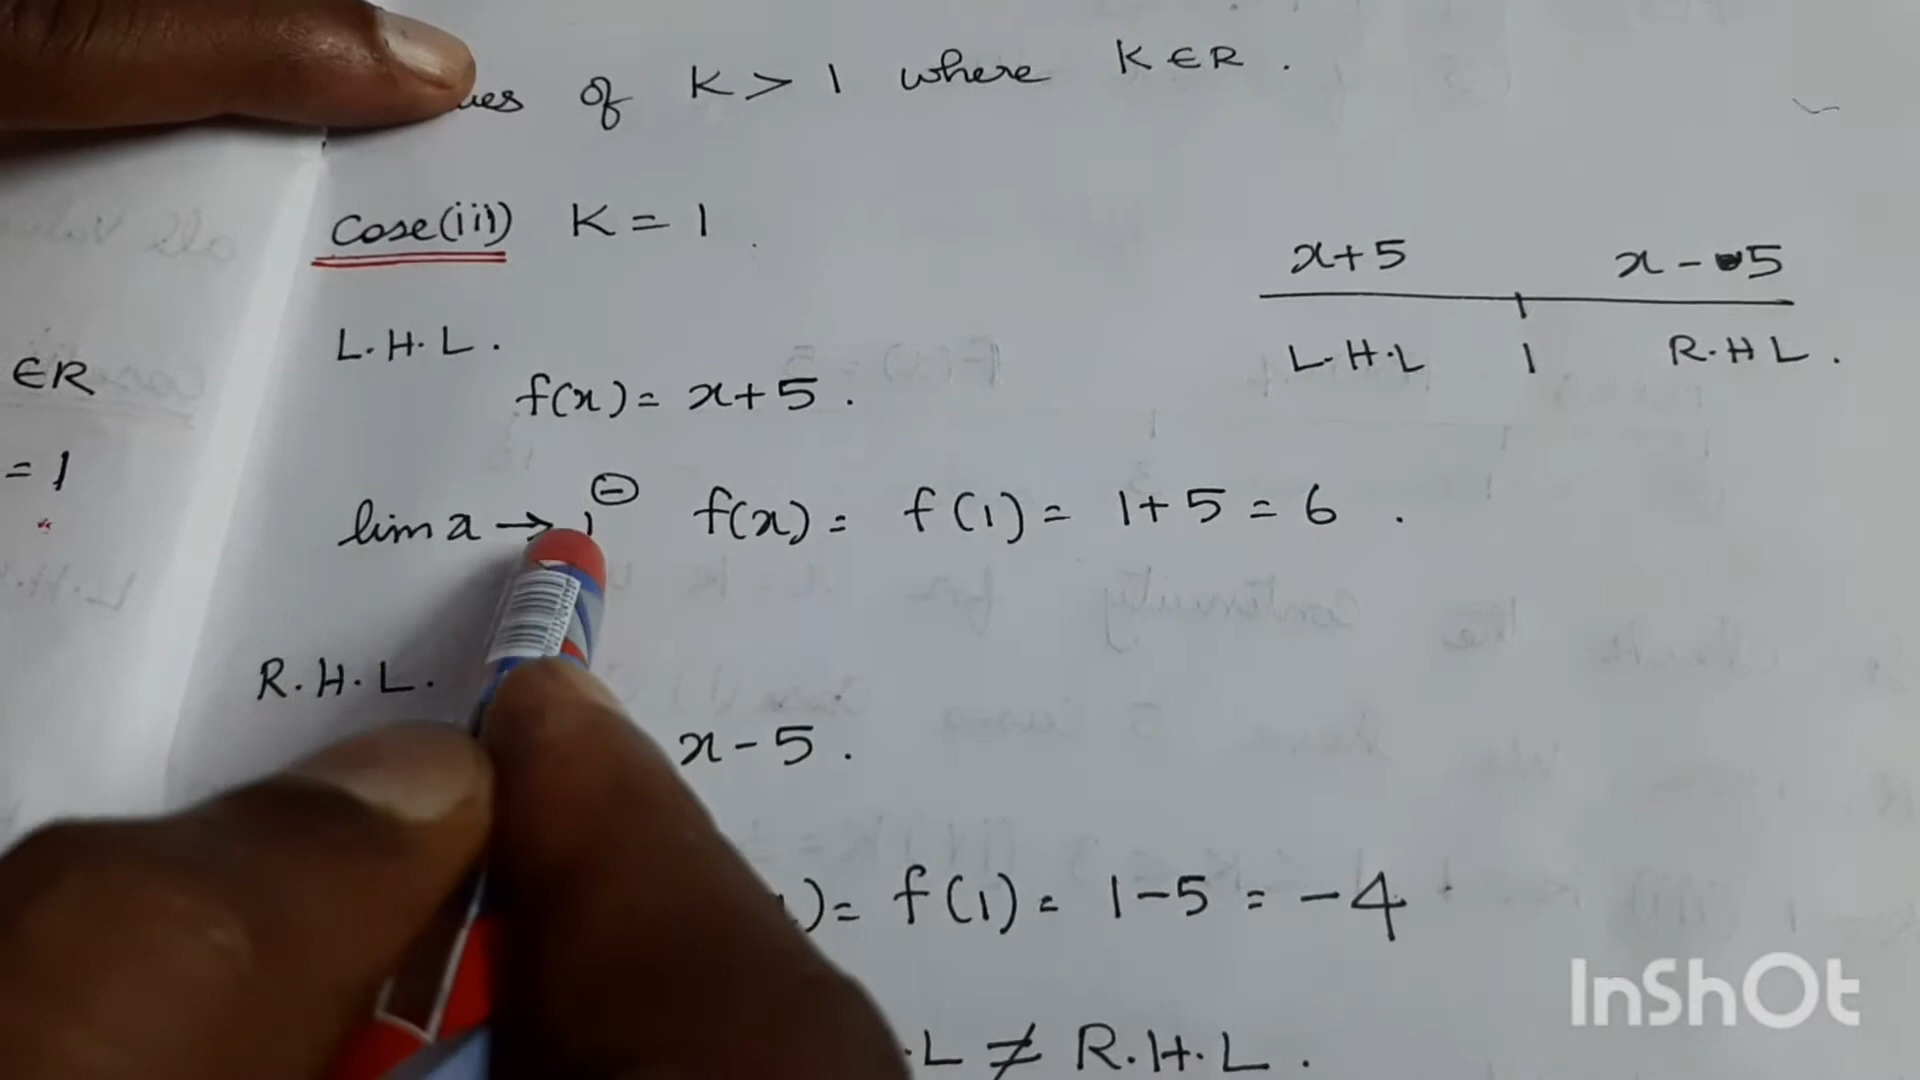 of K > 1 where K ∈ R .
Case(iii) K = 1
x+5 x - 5
L.H.L 1 R.H L .
L.H.L .
∈R
f(x) = x+5 .
= 1
lim x → 1⊖ f(x) = f(1) = 1+5 = 6 .
R.H.L.
x - 5 .
) = f(1) = 1-5 = -4
.L ≠ R.H.L .
InShOt